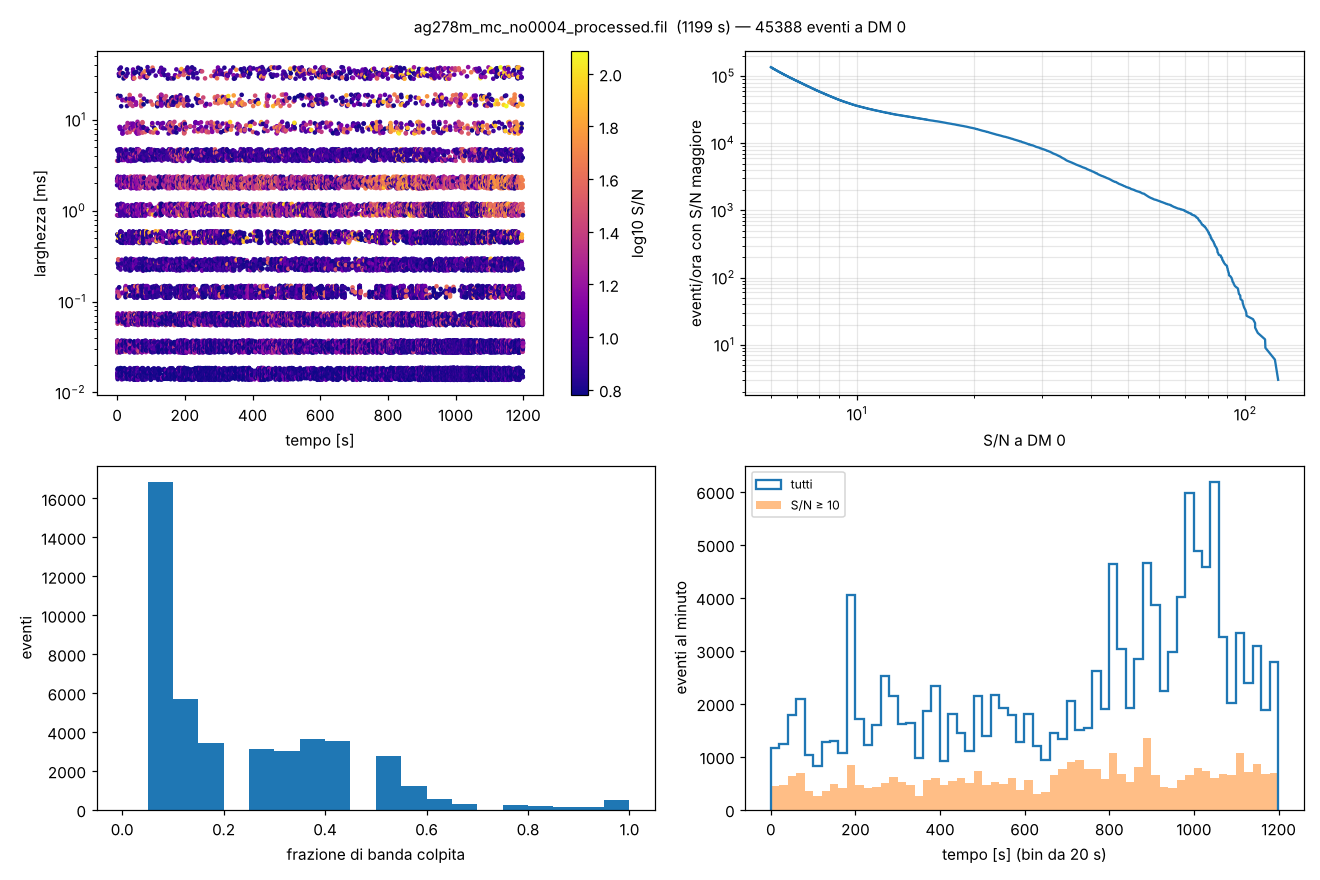 ag278m_mc_no0004_processed.fil (1199 s) — 45388 eventi a DM 0
larghezza [ms]
10¹
10⁰
10⁻¹
10⁻²
0 200 400 600 800 1000 1200
tempo [s]
2.0
1.8
1.6
1.4
1.2
1.0
0.8
log10 S/N
eventi/ora con S/N maggiore
10⁵
10⁴
10³
10²
10¹
10¹ 10²
S/N a DM 0
eventi
16000
14000
12000
10000
8000
6000
4000
2000
0
0.0 0.2 0.4 0.6 0.8 1.0
frazione di banda colpita
eventi al minuto
6000
5000
4000
3000
2000
1000
0
tutti
S/N ≥ 10
0 200 400 600 800 1000 1200
tempo [s] (bin da 20 s)